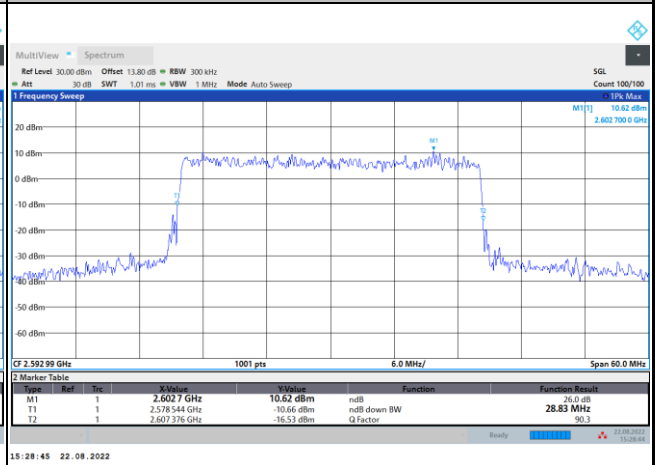 MultiView Spectrum
Ref Level 30.00 dBm Offset 13.80 dB RBW 300 kHz SGL
Att 30 dB SWT 1.01 ms VBW 1 MHz Mode Auto Sweep Count 100/100
1 Frequency Sweep 1Pk Max
M1[1] 10.62 dBm
2.602 700 0 GHz
20 dBm
M1
10 dBm
0 dBm
T1
-10 dBm
T2
-20 dBm
-30 dBm
-40 dBm
-50 dBm
-60 dBm
CF 2.592 99 GHz 1001 pts 6.0 MHz/ Span 60.0 MHz
2 Marker Table
Type Ref Trc X-Value Y-Value Function Function Result
M1 1 2.602 7 GHz 10.62 dBm ndB 26.0 dB
T1 1 2.578 544 GHz -10.66 dBm ndB down BW 28.83 MHz
T2 1 2.607 376 GHz -16.53 dBm Q Factor 90.3
Ready 22.08.2022
15:28:44
15:28:45 22.08.2022